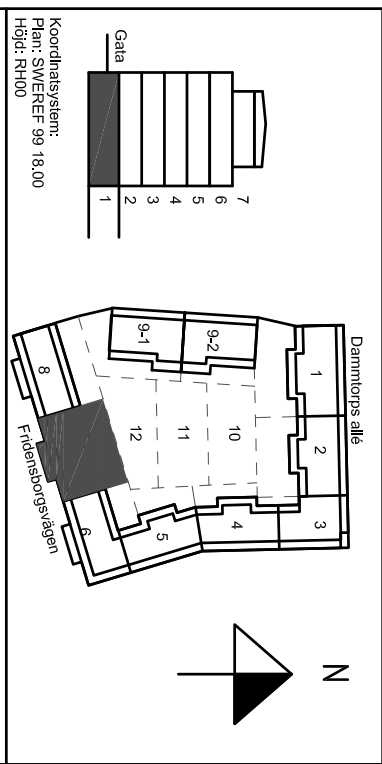 Gata
1
2
3
4
5
6
7
Koordinatsystem:
Plan: SWEREF 99 18.00
Höjd: RH00
Dammtorps allé
1
2
3
4
5
6
8
9-1
9-2
10
11
12
Fridensborgsvägen
N